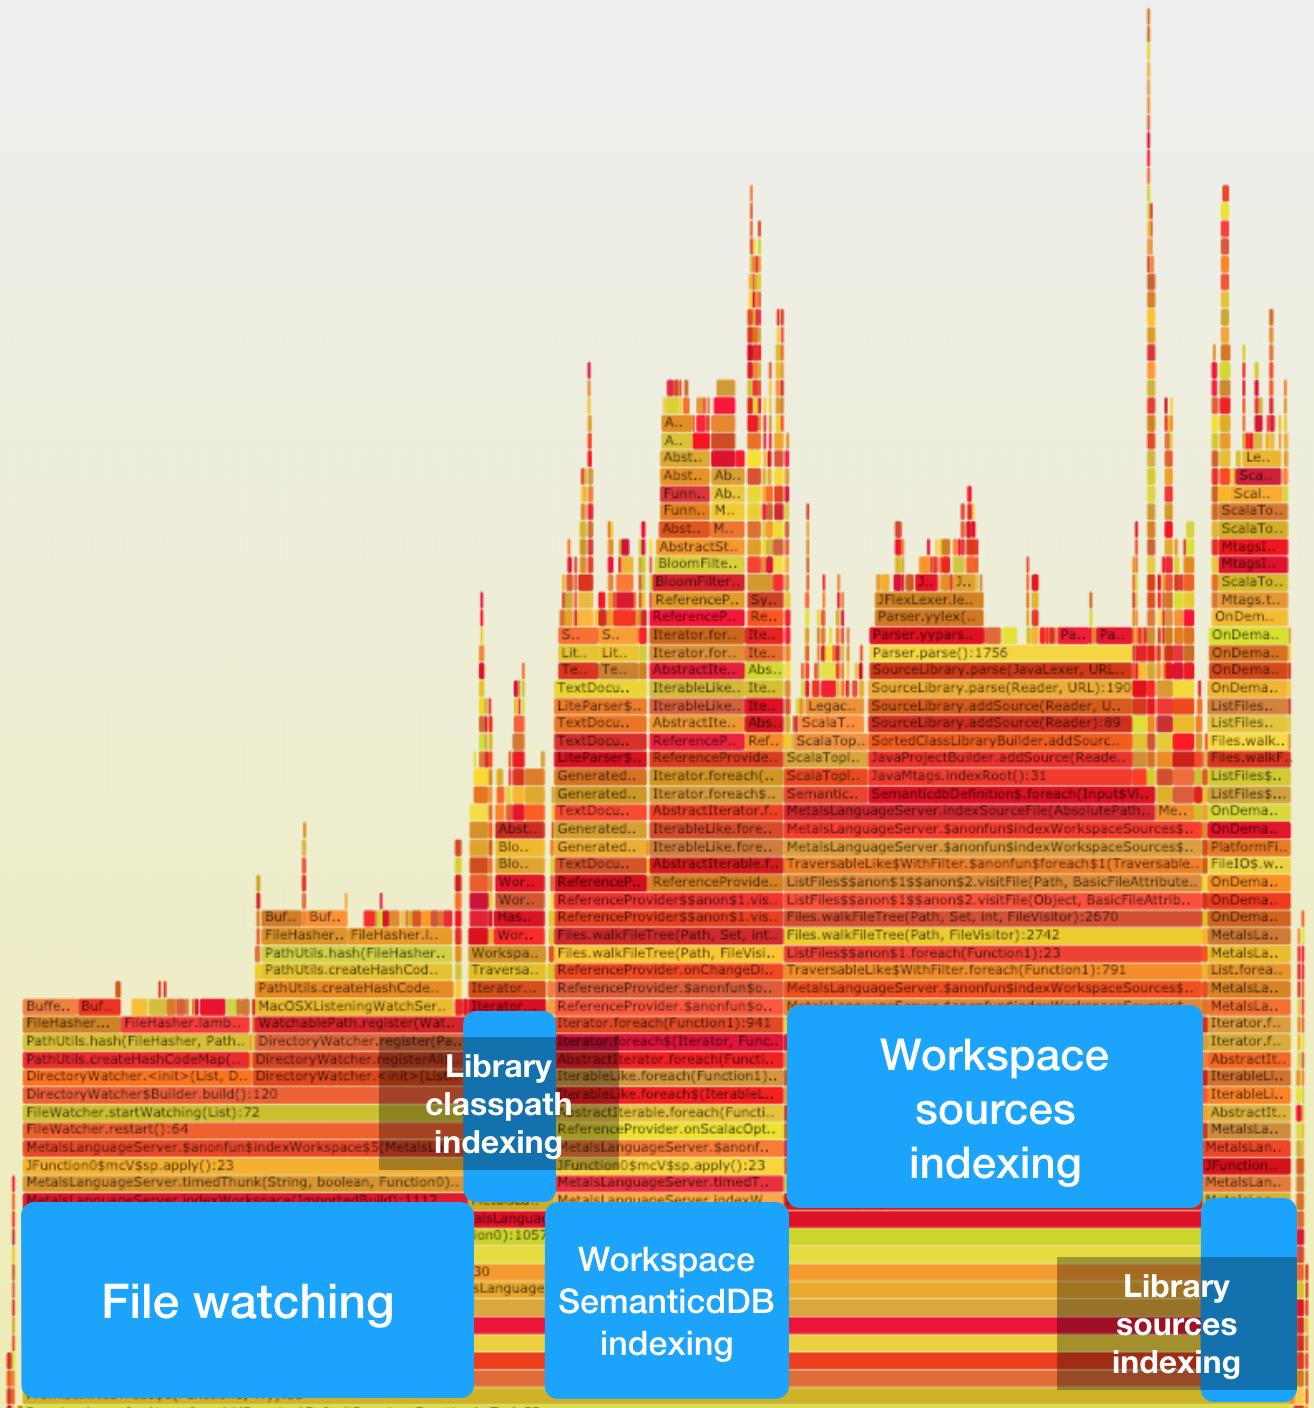 A..
A..
Abst..
Le..
Abst.. Ab.. Sca..
Funn.. Ab.. Scal..
Funn.. M.. ScalaTo..
Abst.. M.. ScalaTo..
AbstractSt.. MtagsI..
BloomFilte.. MtagsI..
BloomFilter.. J.. J.. ScalaTo..
ReferenceP.. Sy.. JFlexLexer.le.. Mtags.t..
ReferenceP.. Re.. Parser.yylex(.. OnDem..
S.. S.. Iterator.for.. Ite.. Parser.yypars.. Pa.. Pa.. OnDema..
Lit.. Lit.. Iterator.for.. Ite.. Parser.parse():1756 OnDema..
Te.. Te.. AbstractIte.. Abs.. SourceLibrary.parse(JavaLexer, URL.. OnDema..
TextDocu.. IterableLike.. Ite.. SourceLibrary.parse(Reader, URL):190 OnDema..
LiteParser$.. IterableLike.. Ite.. Legac.. SourceLibrary.addSource(Reader, U.. ListFiles..
TextDocu.. AbstractIte.. Abs.. ScalaT.. SourceLibrary.addSource(Reader):89 ListFiles..
TextDocu.. ReferenceP.. Ref.. ScalaTop.. SortedClassLibraryBuilder.addSourc.. Files.walk..
LiteParser$.. ReferenceProvide.. ScalaTopl.. JavaProjectBuilder.addSource(Reade.. Files.walkF..
Generated.. Iterator.foreach(.. ScalaTopl.. JavaMtags.indexRoot():31 ListFiles$..
Generated.. Iterator.foreach$.. Semantic.. SemanticdbDefinition$.foreach(Input$Vi.. ListFiles$..
TextDocu.. AbstractIterator.f.. MetalsLanguageServer.indexSourceFile(AbsolutePath.. Me.. OnDema..
Abst.. Generated.. IterableLike.fore.. MetalsLanguageServer.$anonfun$indexWorkspaceSources$.. OnDema..
Blo.. Generated.. IterableLike.fore.. MetalsLanguageServer.$anonfun$indexWorkspaceSources$.. PlatformFi..
Blo.. TextDocu.. AbstractIterable.f.. TraversableLike$WithFilter.$anonfun$foreach$1(Traversable.. FileIO$.w..
Wor.. ReferenceP.. ReferenceProvide.. ListFiles$$anon$1$$anon$2.visitFile(Path, BasicFileAttribute.. OnDema..
Wor.. ReferenceProvider$$anon$1.vis.. ListFiles$$anon$1$$anon$2.visitFile(Object, BasicFileAttrib.. OnDema..
Buf.. Buf.. Has.. ReferenceProvider$$anon$1.vis.. Files.walkFileTree(Path, Set, int, FileVisitor):2670 OnDema..
FileHasher.. FileHasher.l.. Wor.. Files.walkFileTree(Path, Set, int.. Files.walkFileTree(Path, FileVisitor):2742 MetalsLa..
PathUtils.hash(FileHasher.. Workspa.. Files.walkFileTree(Path, FileVisi.. ListFiles$$anon$1.foreach(Function1):23 MetalsLa..
PathUtils.createHashCod.. Traversa.. ReferenceProvider.onChangeDi.. TraversableLike$WithFilter.foreach(Function1):791 List.forea..
PathUtils.createHashCode.. Iterator... ReferenceProvider.$anonfun$o.. MetalsLanguageServer.$anonfun$indexWorkspaceSources$.. MetalsLa..
Buffe.. Buf.. MacOSXListeningWatchSer.. Iterator... ReferenceProvider.$anonfun$o.. MetalsLa..
FileHasher... FileHasher.lamb.. WatchablePath.register(Wat.. Iterator.foreach(Function1):941 Iterator.f..
PathUtils.hash(FileHasher, Path.. DirectoryWatcher.register(Pa.. Iterator.foreach$(Iterator, Func.. Iterator.f..
PathUtils.createHashCodeMap(.. DirectoryWatcher.registerAll AbstractIterator.foreach(Functi.. AbstractIt..
DirectoryWatcher.<init>(List, D.. DirectoryWatcher.<init>(List IterableLike.foreach(Function1).. IterableLi..
DirectoryWatcher$Builder.build():120 IterableLike.foreach$(IterableL.. IterableLi..
FileWatcher.startWatching(List):72 AbstractIterable.foreach(Functi.. AbstractIt..
FileWatcher.restart():64 ReferenceProvider.onScalacOpt.. MetalsLa..
MetalsLanguageServer.$anonfun$indexWorkspace$5(MetalsL MetalsLanguageServer.$anonf.. MetalsLan..
JFunction0$mcV$sp.apply():23 JFunction0$mcV$sp.apply():23 JFunction..
MetalsLanguageServer.timedThunk(String, boolean, Function0).. MetalsLanguageServer.timedT.. MetalsLan..
MetalsLanguageServer.indexWorkspace(ImportedBuild):1112 MetalsLanguageServer.indexW..
alsLangua
ion0):1057
30
sLanguage
Library
classpath
indexing
Workspace
sources
indexing
File watching
Workspace
SemanticdDB
indexing
Library
sources
indexing